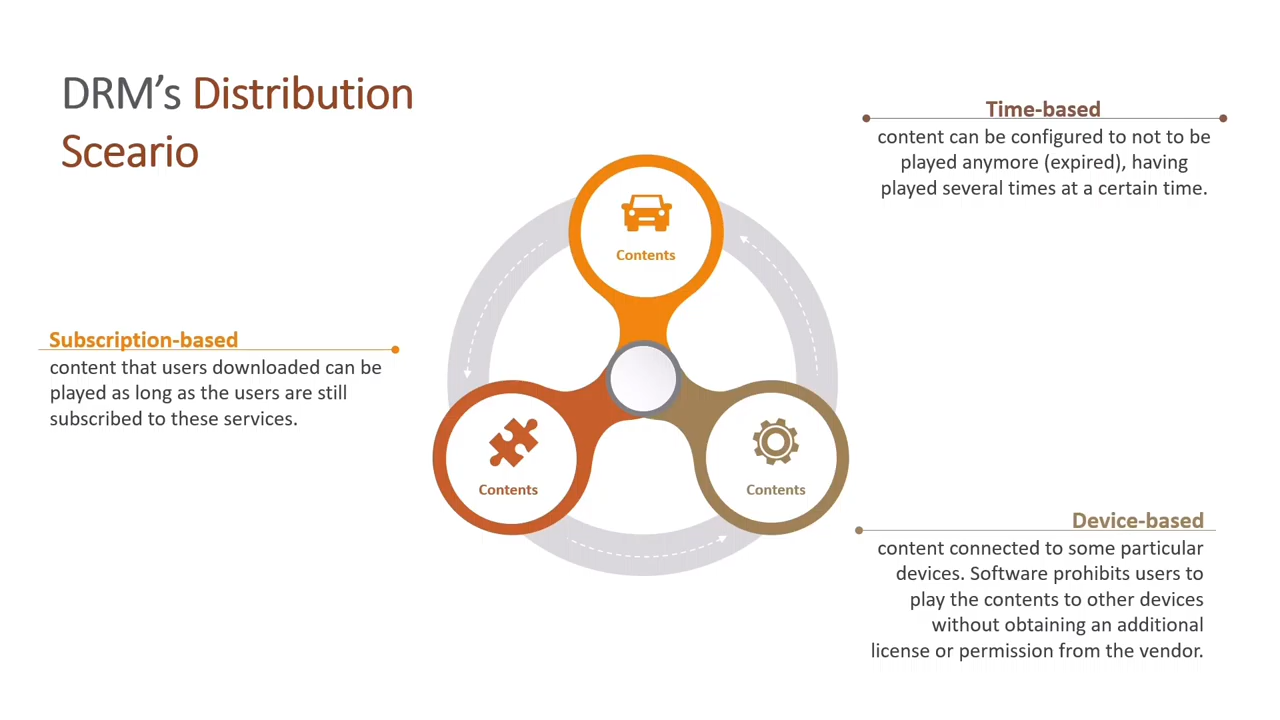 DRM’s Distribution
Sceario
Time-based
content can be configured to not to be
played anymore (expired), having
played several times at a certain time.
Contents
Subscription-based
content that users downloaded can be
played as long as the users are still
subscribed to these services.
Contents
Contents
Device-based
content connected to some particular
devices. Software prohibits users to
play the contents to other devices
without obtaining an additional
license or permission from the vendor.